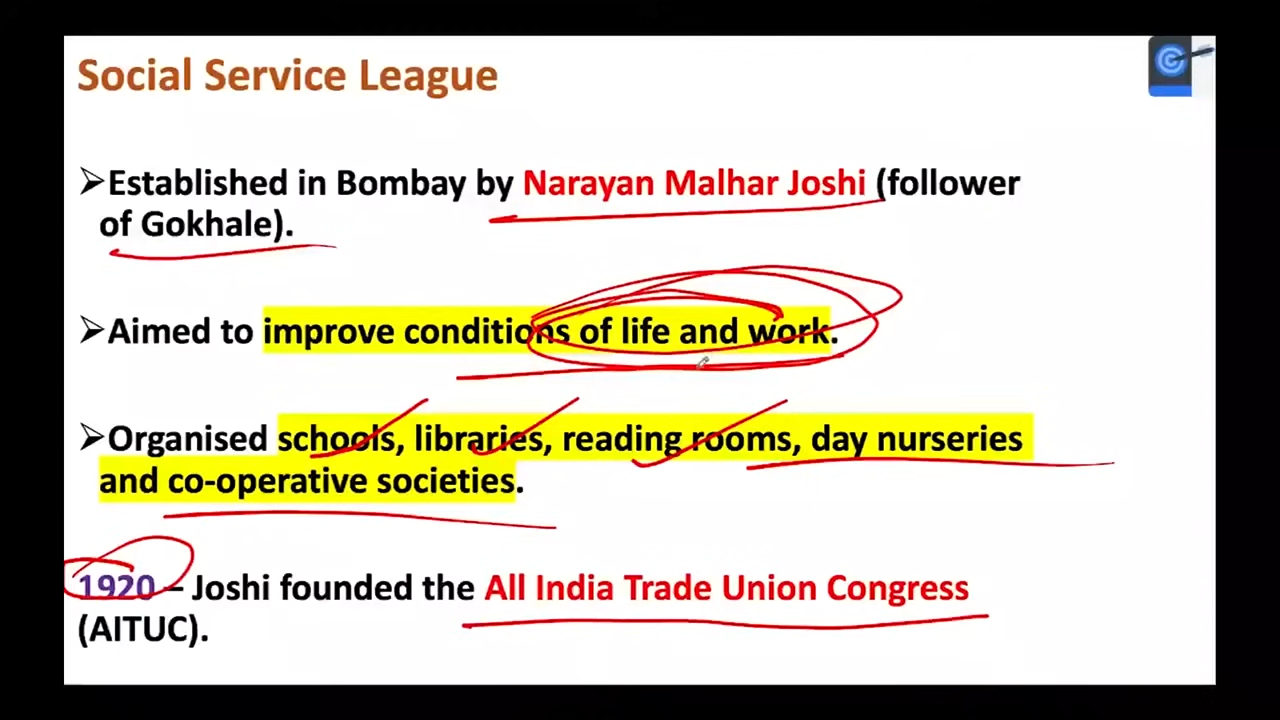 Social Service League
➢Established in Bombay by Narayan Malhar Joshi (follower
of Gokhale).
➢Aimed to improve conditions of life and work.
➢Organised schools, libraries, reading rooms, day nurseries
and co-operative societies.
1920 – Joshi founded the All India Trade Union Congress
(AITUC).